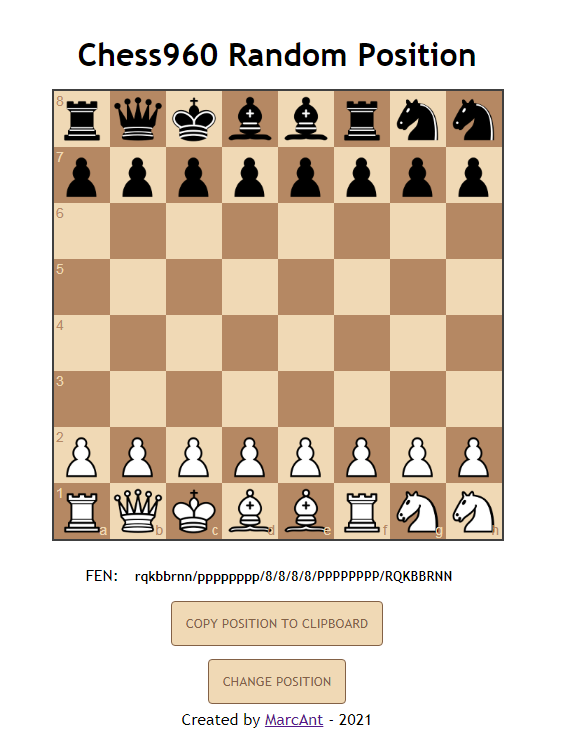 Chess960 Random Position
8
7
6
5
4
3
2
1
a b c d e f g h
FEN: rqkbbrnn/pppppppp/8/8/8/8/PPPPPPPP/RQKBBRNN
COPY POSITION TO CLIPBOARD
CHANGE POSITION
Created by MarcAnt - 2021